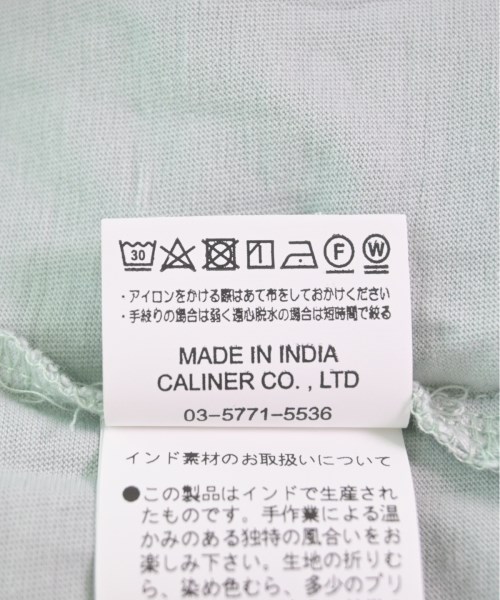 30 F W
・アイロンをかける際はあて布をしておかけください
・手絞りの場合は弱く遠心脱水の場合は短時間で絞る
MADE IN INDIA
CALINER CO. , LTD
03-5771-5536
インド素材のお取扱いについて
●この製品はインドで生産され
たものです。手作業による温
かみのある独特の風合いをお
楽しみ下さい。生地の折りむ
ら、染め色むら、多少のプリ